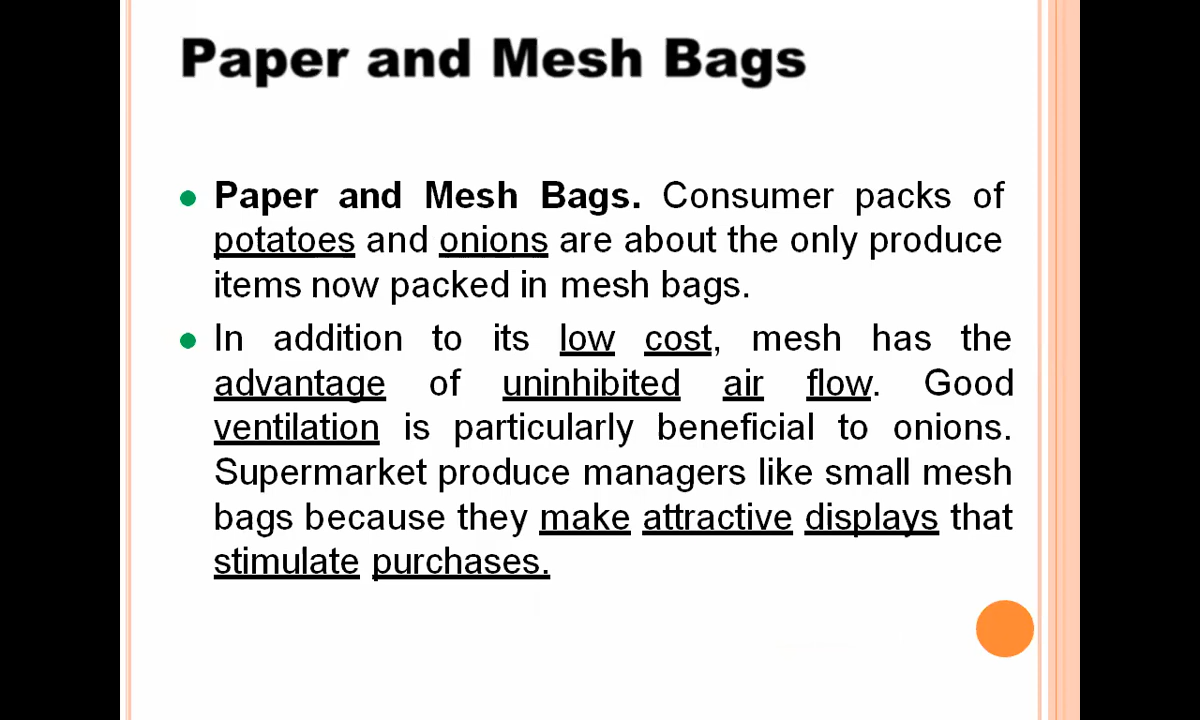 Paper and Mesh Bags
Paper and Mesh Bags. Consumer packs of
potatoes and onions are about the only produce
items now packed in mesh bags.
In addition to its low cost, mesh has the
advantage of uninhibited air flow. Good
ventilation is particularly beneficial to onions.
Supermarket produce managers like small mesh
bags because they make attractive displays that
stimulate purchases.